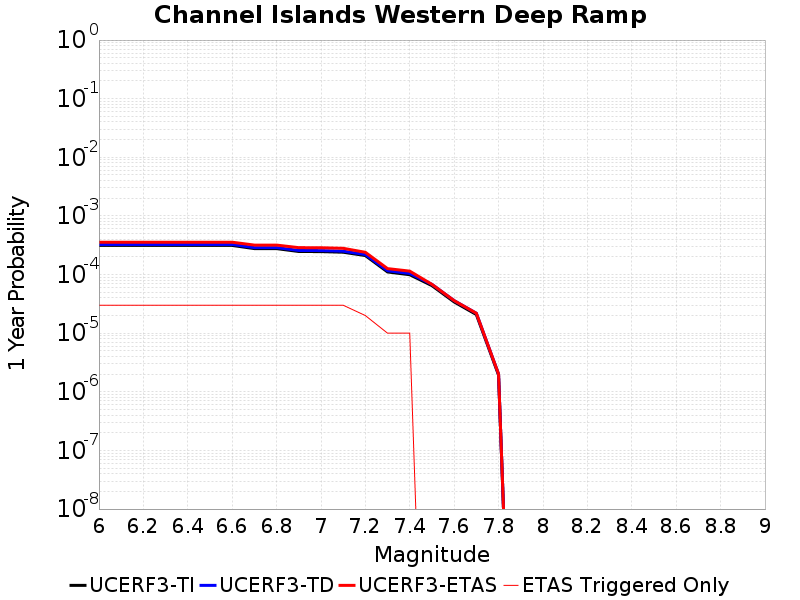 Channel Islands Western Deep Ramp
1 Year Probability
10^0
10^-1
10^-2
10^-3
10^-4
10^-5
10^-6
10^-7
10^-8
6 6.2 6.4 6.6 6.8 7 7.2 7.4 7.6 7.8 8 8.2 8.4 8.6 8.8 9
Magnitude
UCERF3-TI UCERF3-TD UCERF3-ETAS ETAS Triggered Only